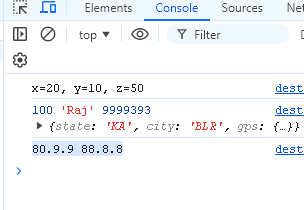 Elements Console Sources Net
top Filter
x=20, y=10, z=50 dest
100 'Raj' 9999393 dest
{state: 'KA', city: 'BLR', gps: {…}}
80.9.9 88.8.8 dest